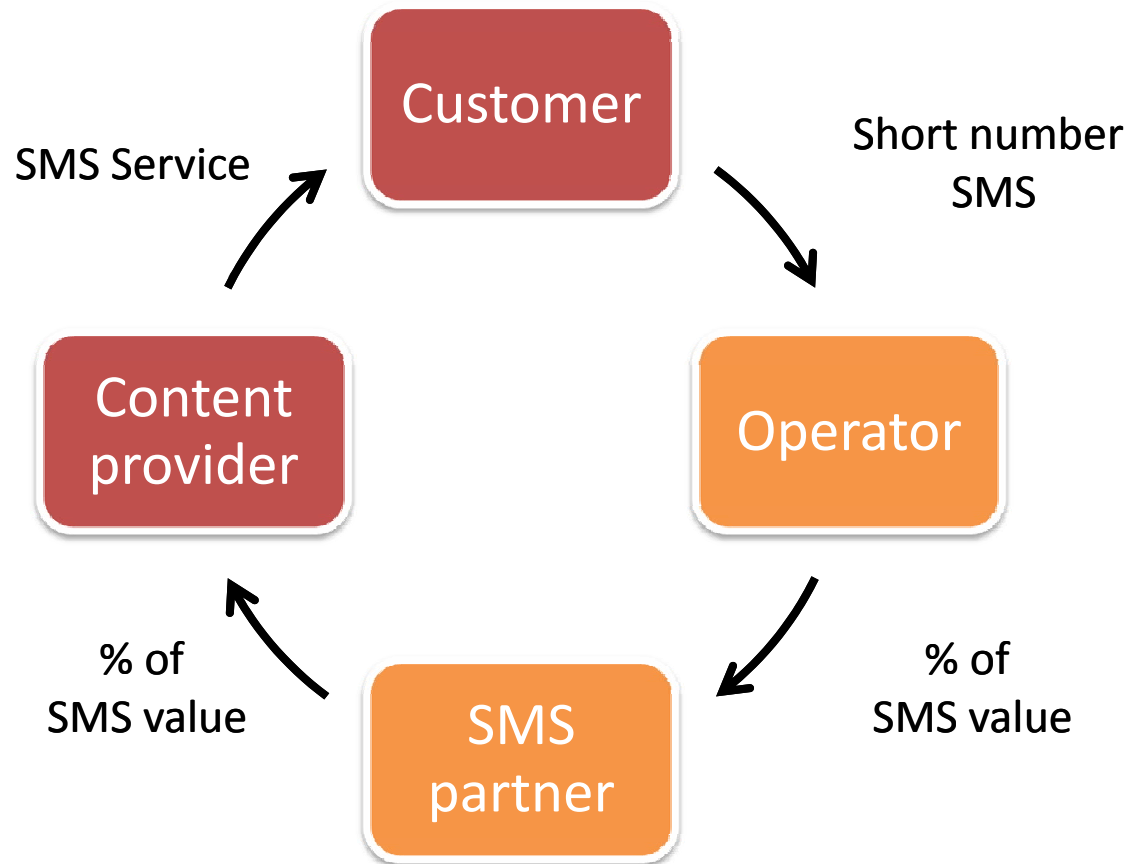 Customer
SMS Service
Short number
SMS
Content
provider
Operator
% of
SMS value
SMS
partner
% of
SMS value